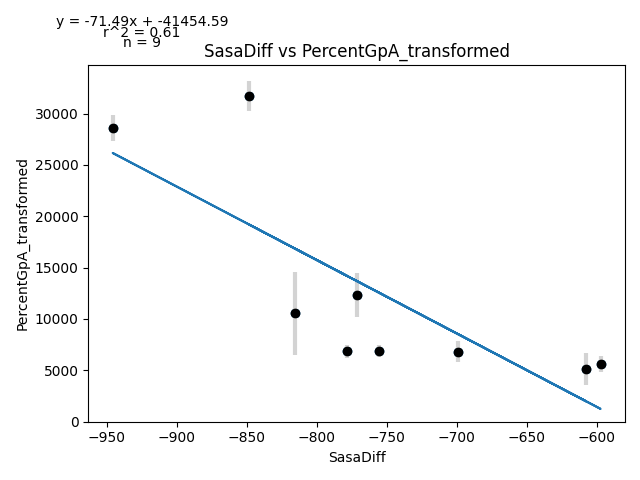 y = -71.49x + -41454.59
r^2 = 0.61
n = 9
SasaDiff vs PercentGpA_transformed
PercentGpA_transformed
30000
25000
20000
15000
10000
5000
0
−950 −900 −850 −800 −750 −700 −650 −600
SasaDiff